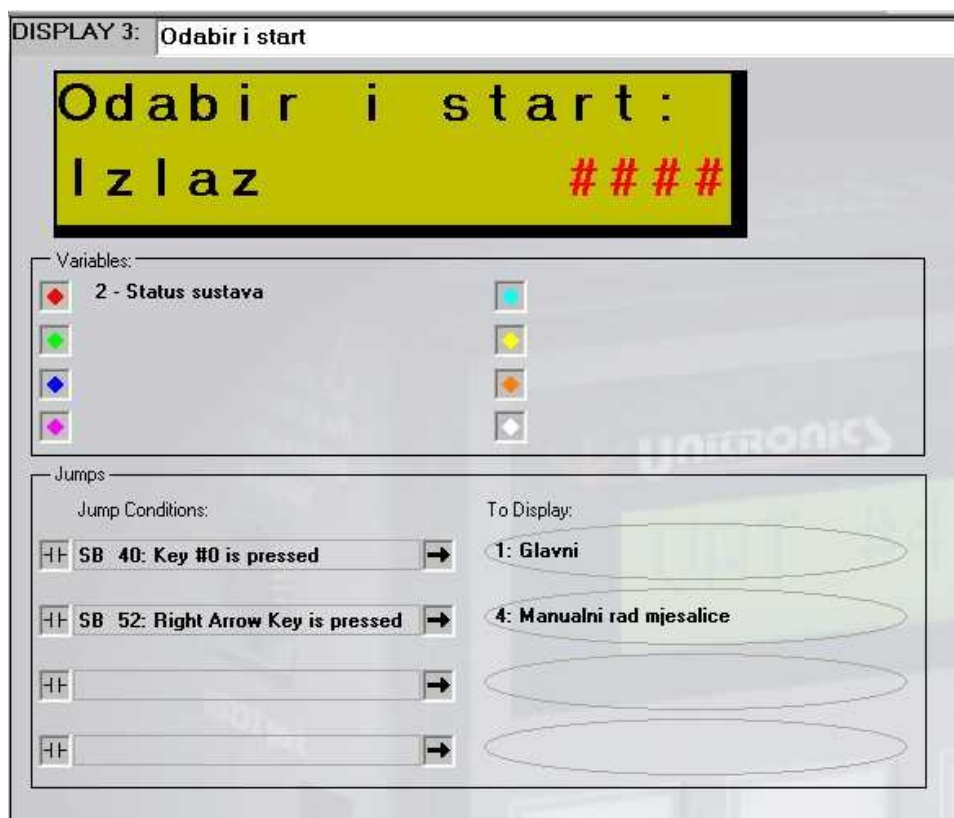 DISPLAY 3: Odabir i start
Odabir i start:
Izlaz ####
Variables:
2 - Status sustava
UNITRONICS
Jumps
Jump Conditions: To Display:
SB 40: Key #0 is pressed 1: Glavni
SB 52: Right Arrow Key is pressed 4: Manualni rad mjesalice